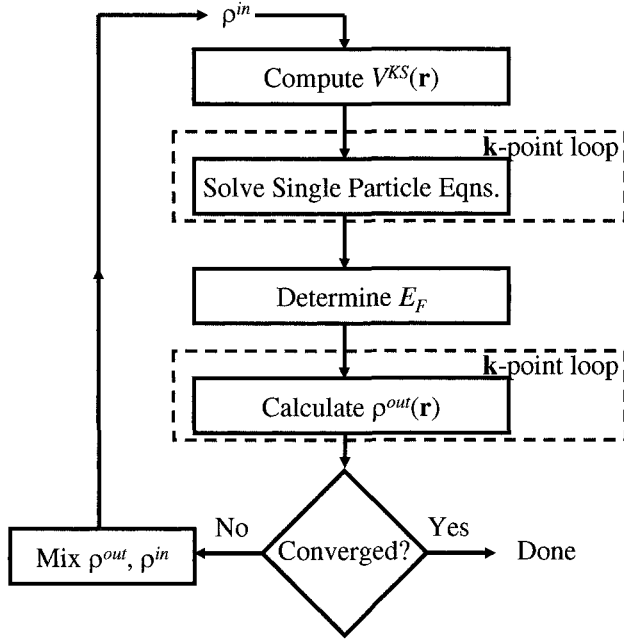 ρ^in
Compute V^KS(r)
k-point loop
Solve Single Particle Eqns.
Determine E_F
k-point loop
Calculate ρ^out(r)
No
Yes
Mix ρ^out, ρ^in
Converged?
Done